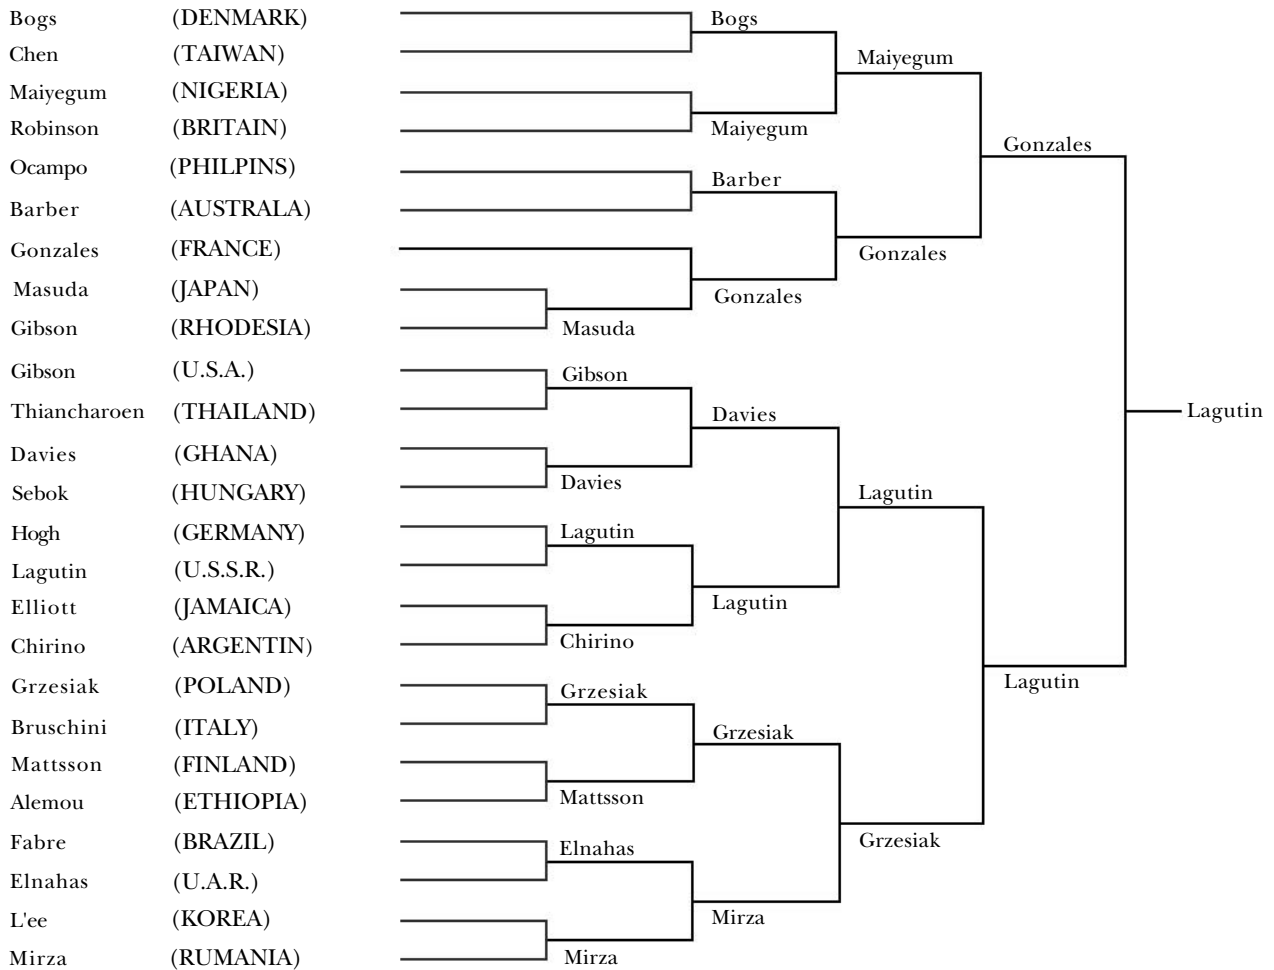 Bogs (DENMARK)
Chen (TAIWAN)
Maiyegum (NIGERIA)
Robinson (BRITAIN)
Ocampo (PHILPINS)
Barber (AUSTRALA)
Gonzales (FRANCE)
Masuda (JAPAN)
Gibson (RHODESIA)
Gibson (U.S.A.)
Thiancharoen (THAILAND)
Davies (GHANA)
Sebok (HUNGARY)
Hogh (GERMANY)
Lagutin (U.S.S.R.)
Elliott (JAMAICA)
Chirino (ARGENTIN)
Grzesiak (POLAND)
Bruschini (ITALY)
Mattsson (FINLAND)
Alemou (ETHIOPIA)
Fabre (BRAZIL)
Elnahas (U.A.R.)
L'ee (KOREA)
Mirza (RUMANIA)
Masuda
Gibson
Davies
Lagutin
Chirino
Grzesiak
Mattsson
Elnahas
Mirza
Bogs
Maiyegum
Barber
Gonzales
Davies
Lagutin
Grzesiak
Mirza
Maiyegum
Gonzales
Lagutin
Grzesiak
Gonzales
Lagutin
Lagutin